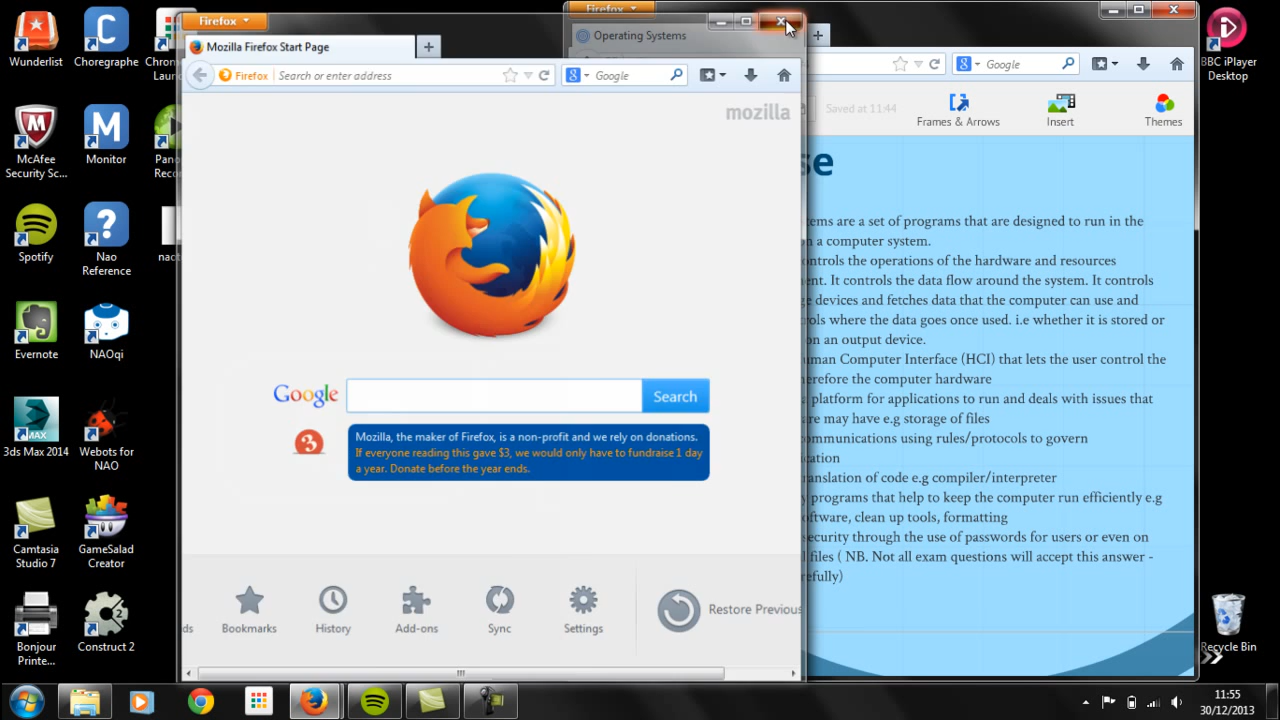 Wunderlist
Choregraphe
Chrom
Laun
McAfee
Security Sc...
Monitor
Pano
Reco
Spotify
Nao
Reference
naot
Evernote
NAOqi
3ds Max 2014
Webots for
NAO
Camtasia
Studio 7
GameSalad
Creator
Bonjour
Printe...
Construct 2
Firefox
Mozilla Firefox Start Page
Firefox
Search or enter address
Google
mozilla
Google
Search
3
Mozilla, the maker of Firefox, is a non-profit and we rely on donations.
If everyone reading this gave $3, we would only have to fundraise 1 day
a year. Donate before the year ends.
ds
Bookmarks
History
Add-ons
Sync
Settings
Restore Previous
Firefox
Operating Systems
Google
Saved at 11:44
Frames & Arrows
Insert
Themes
se
tems are a set of programs that are designed to run in the
n a computer system.
ontrols the operations of the hardware and resources
ent. It controls the data flow around the system. It controls
ge devices and fetches data that the computer can use and
rols where the data goes once used. i.e whether it is stored or
on an output device.
uman Computer Interface (HCI) that lets the user control the
herefore the computer hardware
a platform for applications to run and deals with issues that
are may have e.g storage of files
ommunications using rules/protocols to govern
ication
ranslation of code e.g compiler/interpreter
y programs that help to keep the computer run efficiently e.g
oftware, clean up tools, formatting
security through the use of passwords for users or even on
l files ( NB. Not all exam questions will accept this answer -
refully)
BBC iPlayer
Desktop
Recycle Bin
11:55
30/12/2013